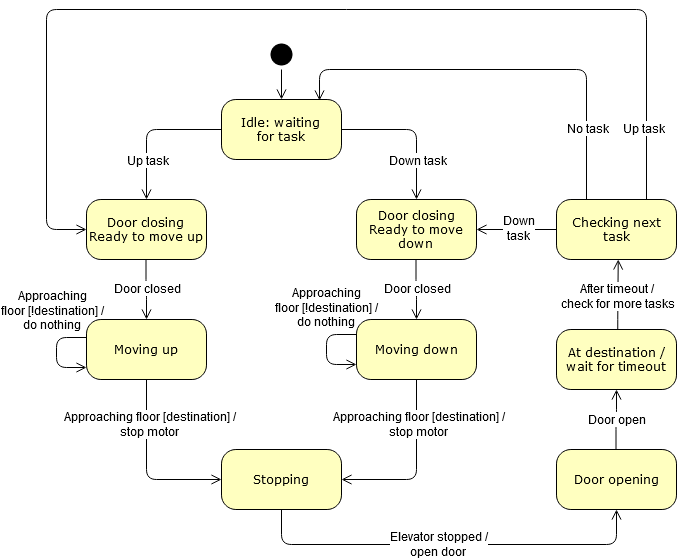 Idle: waiting
for task
No task
Up task
Up task
Down task
Door closing
Ready to move up
Door closing
Ready to move
down
Down
task
Checking next
task
Door closed
Door closed
Approaching
floor [!destination] /
do nothing
Approaching
floor [!destination] /
do nothing
After timeout /
check for more tasks
Moving up
Moving down
At destination /
wait for timeout
Approaching floor [destination] /
stop motor
Approaching floor [destination] /
stop motor
Door open
Stopping
Door opening
Elevator stopped /
open door